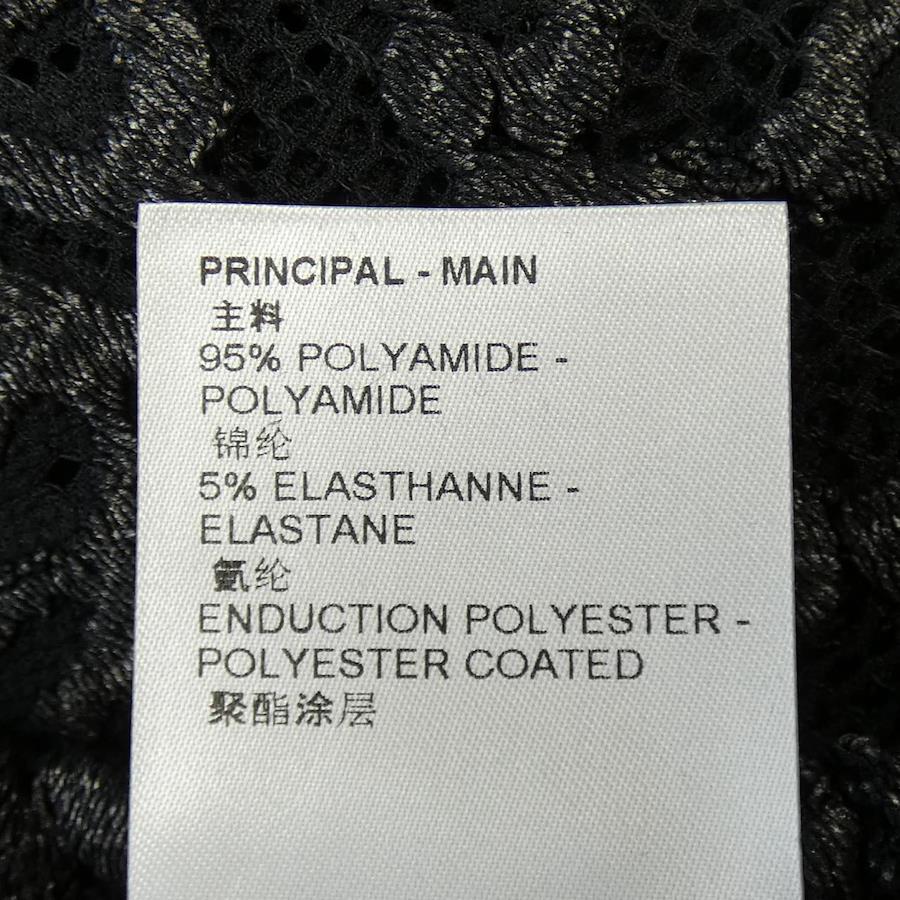 PRINCIPAL - MAIN
主料
95% POLYAMIDE -
POLYAMIDE
锦纶
5% ELASTHANNE -
ELASTANE
氨纶
ENDUCTION POLYESTER -
POLYESTER COATED
聚酯涂层